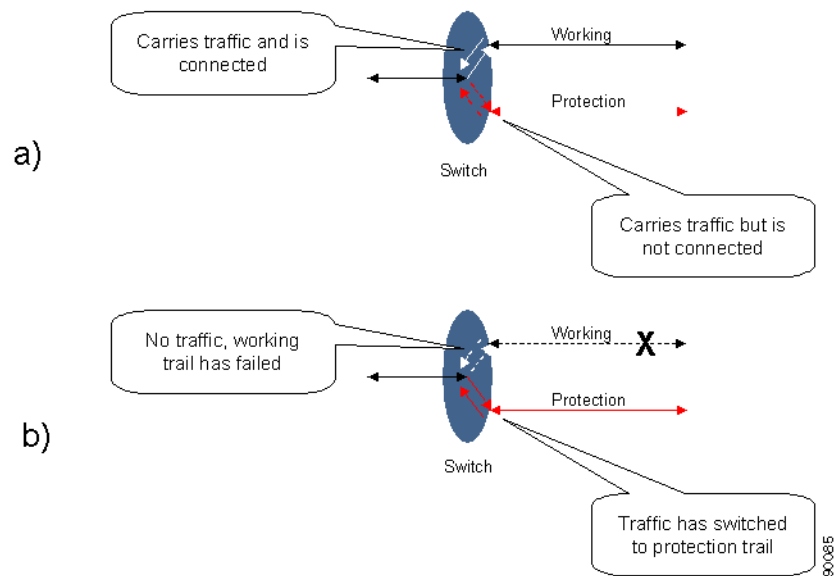 Carries traffic and is
connected
Working
Protection
a)
Switch
Carries traffic but is
not connected
No traffic, working
trail has failed
Working
X
Protection
b)
Switch
Traffic has switched
to protection trail
90085